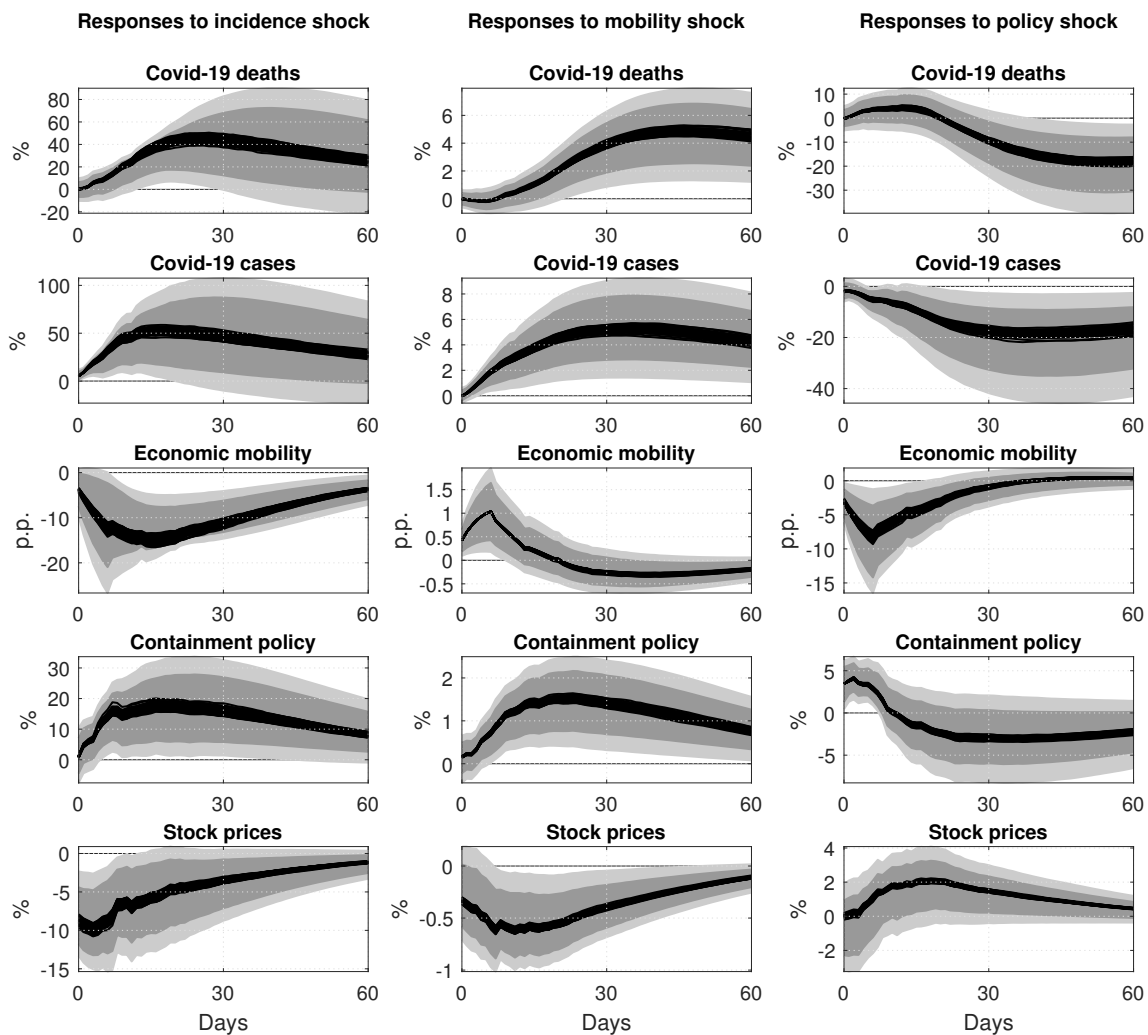 Responses to incidence shock Responses to mobility shock Responses to policy shock
Covid-19 deaths Covid-19 deaths Covid-19 deaths
80
60
40
20
0
-20
%
0 30 60
6
4
2
0
%
0 30 60
10
0
-10
-20
-30
%
0 30 60
Covid-19 cases Covid-19 cases Covid-19 cases
100
50
0
%
0 30 60
8
6
4
2
0
%
0 30 60
0
-20
-40
%
0 30 60
Economic mobility Economic mobility Economic mobility
0
-10
-20
p.p.
0 30 60
1.5
1
0.5
0
-0.5
p.p.
0 30 60
0
-5
-10
-15
p.p.
0 30 60
Containment policy Containment policy Containment policy
30
20
10
0
%
0 30 60
2
1
0
%
0 30 60
5
0
-5
%
0 30 60
Stock prices Stock prices Stock prices
0
-5
-10
-15
%
0 30 60
0
-0.5
-1
%
0 30 60
4
2
0
-2
%
0 30 60
Days Days Days